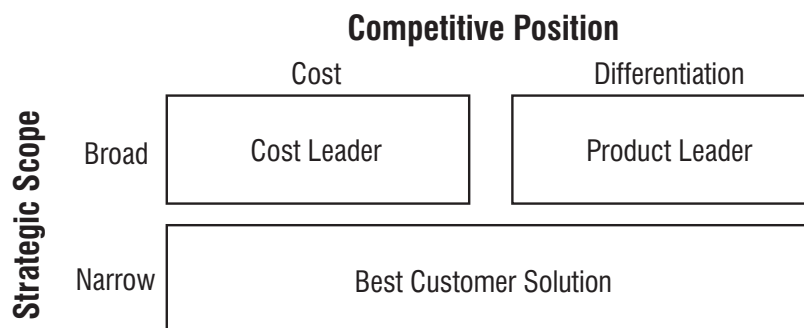 Competitive Position
Cost Differentiation
Strategic Scope
Broad Cost Leader Product Leader
Narrow Best Customer Solution